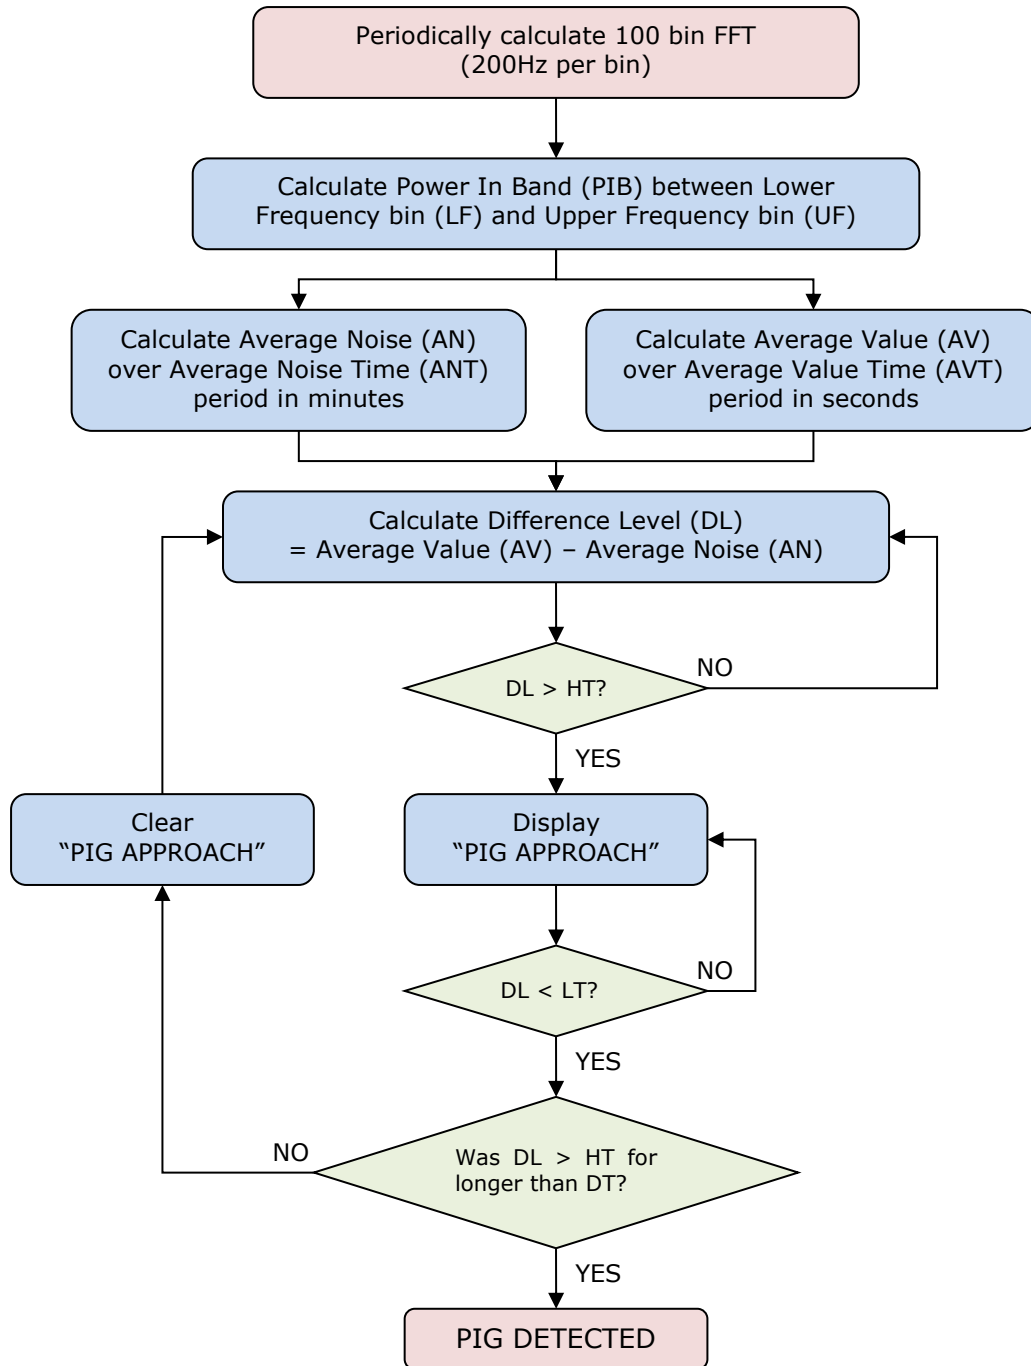 Periodically calculate 100 bin FFT
(200Hz per bin)
Calculate Power In Band (PIB) between Lower
Frequency bin (LF) and Upper Frequency bin (UF)
Calculate Average Noise (AN)
over Average Noise Time (ANT)
period in minutes
Calculate Average Value (AV)
over Average Value Time (AVT)
period in seconds
Calculate Difference Level (DL)
= Average Value (AV) – Average Noise (AN)
DL > HT?
NO
YES
Clear
“PIG APPROACH”
Display
“PIG APPROACH”
DL < LT?
NO
YES
NO
Was DL > HT for
longer than DT?
YES
PIG DETECTED